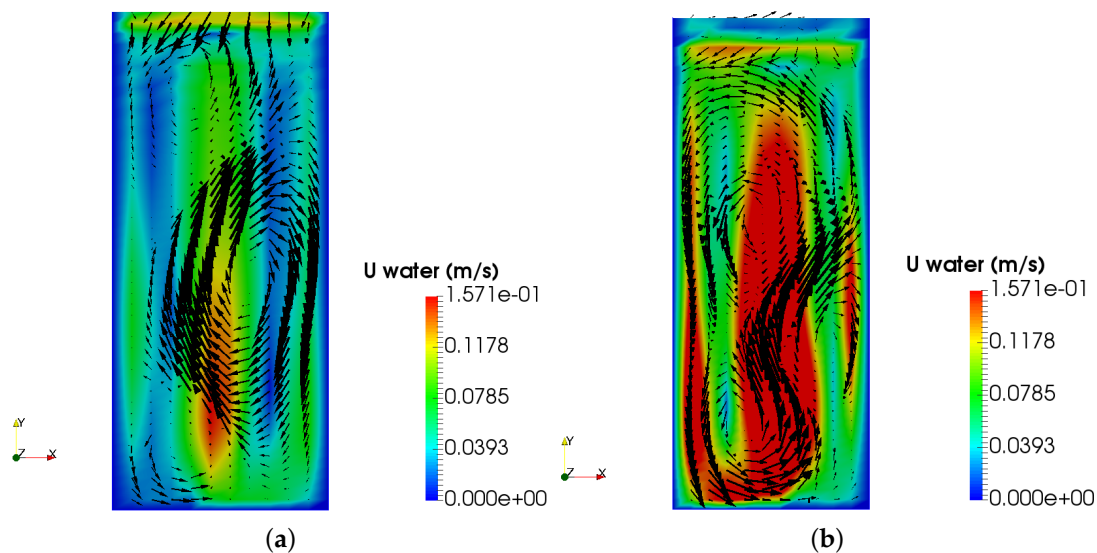 U water (m/s)
1.571e-01
0.1178
0.0785
0.0393
0.000e+00
Y
Z
X
(a)
U water (m/s)
1.571e-01
0.1178
0.0785
0.0393
0.000e+00
Y
Z
X
(b)